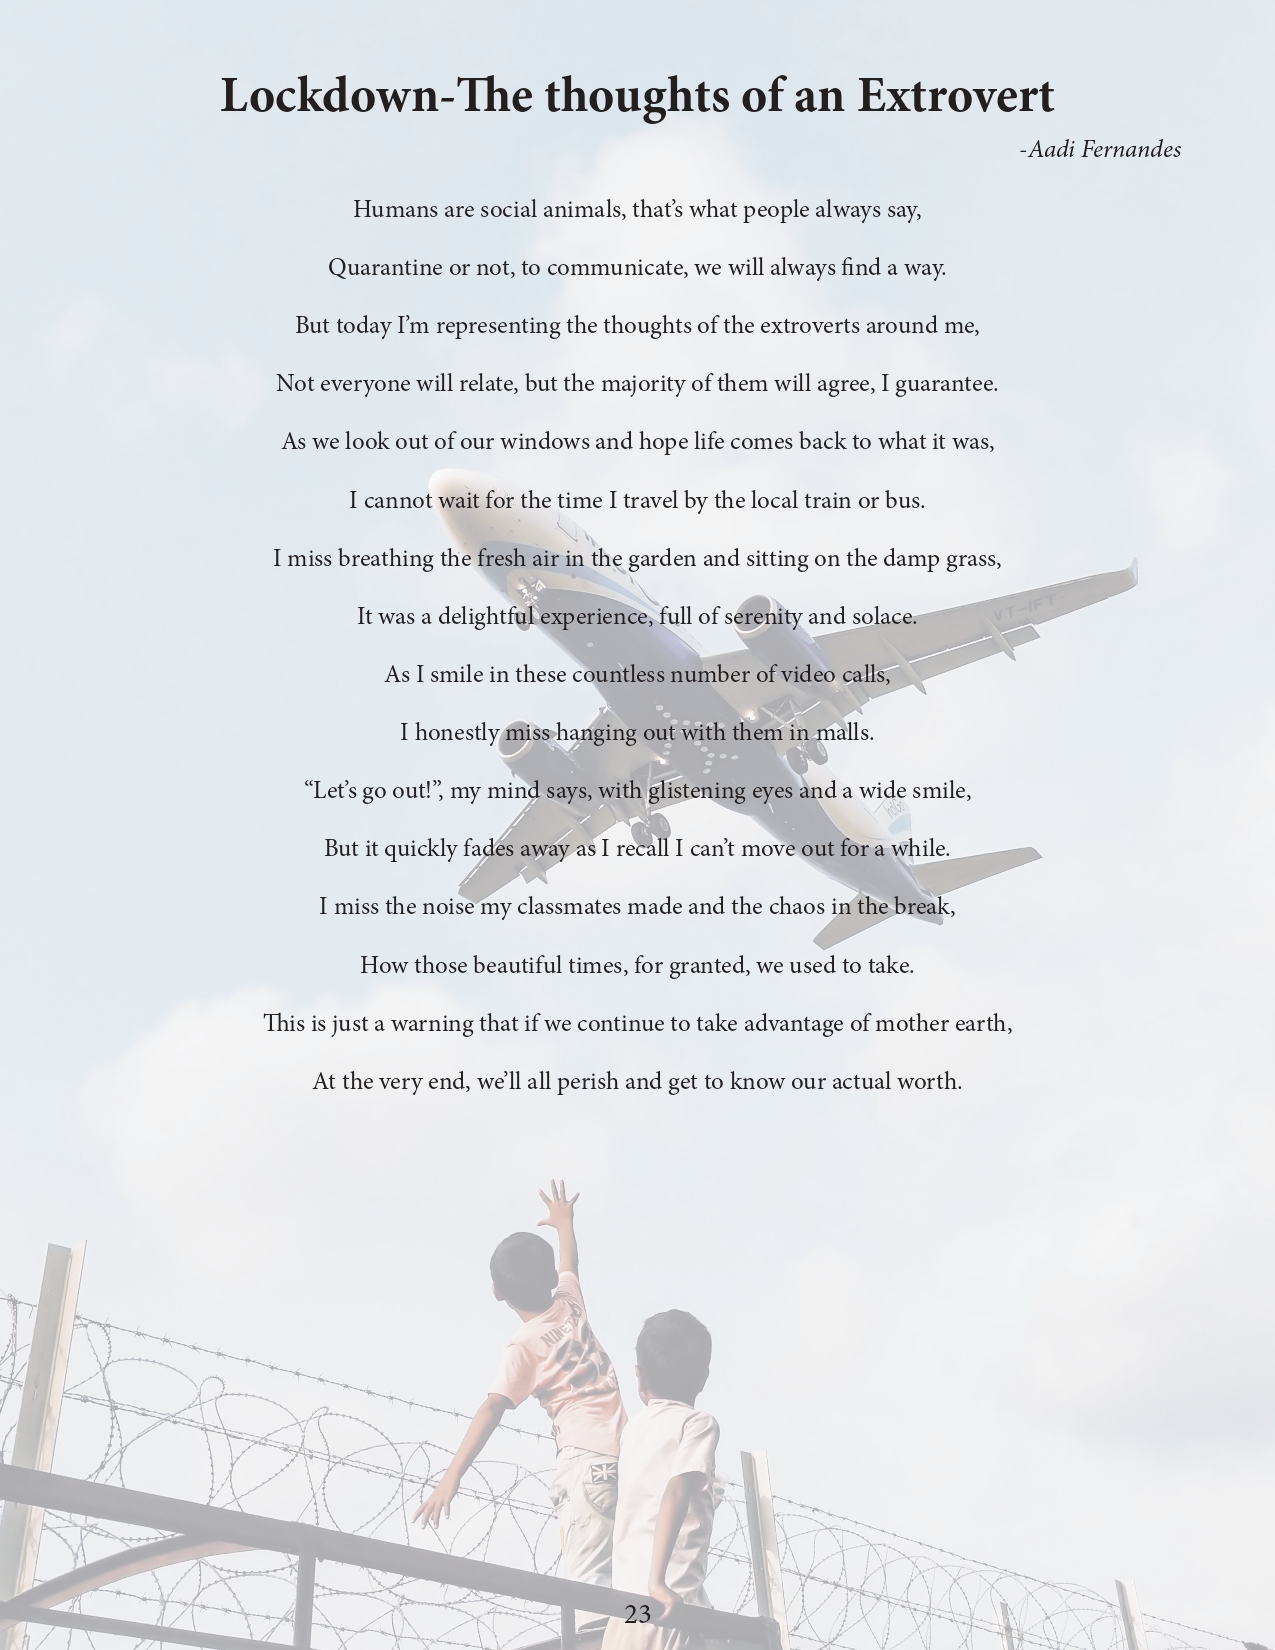 Lockdown-The thoughts of an Extrovert
-Aadi Fernandes
Humans are social animals, that’s what people always say,
Quarantine or not, to communicate, we will always find a way.
But today I’m representing the thoughts of the extroverts around me,
Not everyone will relate, but the majority of them will agree, I guarantee.
As we look out of our windows and hope life comes back to what it was,
I cannot wait for the time I travel by the local train or bus.
I miss breathing the fresh air in the garden and sitting on the damp grass,
VT-IFT
It was a delightful experience, full of serenity and solace.
As I smile in these countless number of video calls,
I honestly miss hanging out with them in malls.
“Let’s go out!”, my mind says, with glistening eyes and a wide smile,
But it quickly fades away as I recall I can’t move out for a while.
I miss the noise my classmates made and the chaos in the break,
How those beautiful times, for granted, we used to take.
This is just a warning that if we continue to take advantage of mother earth,
At the very end, we’ll all perish and get to know our actual worth.
23